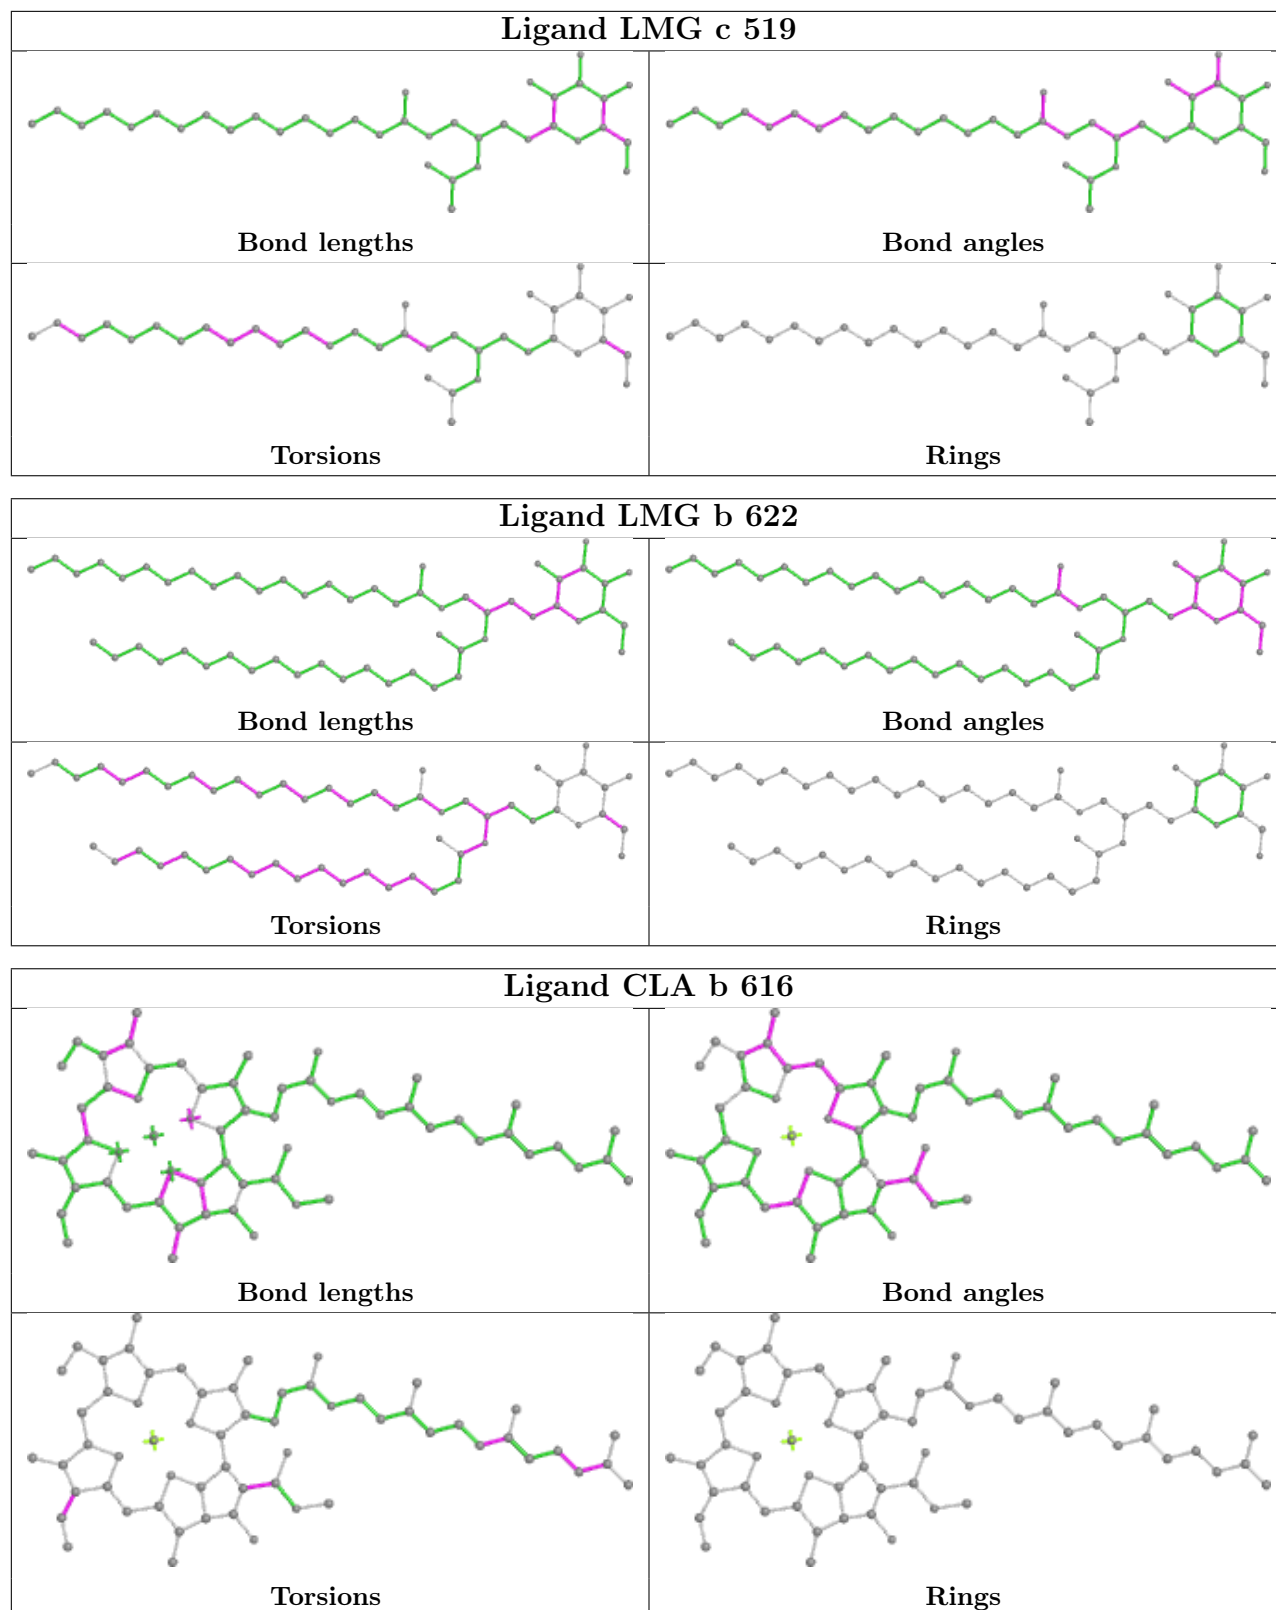 Ligand LMG c 519
Bond lengths
Bond angles
Torsions
Rings
Ligand LMG b 622
Bond lengths
Bond angles
Torsions
Rings
Ligand CLA b 616
Bond lengths
Bond angles
Torsions
Rings